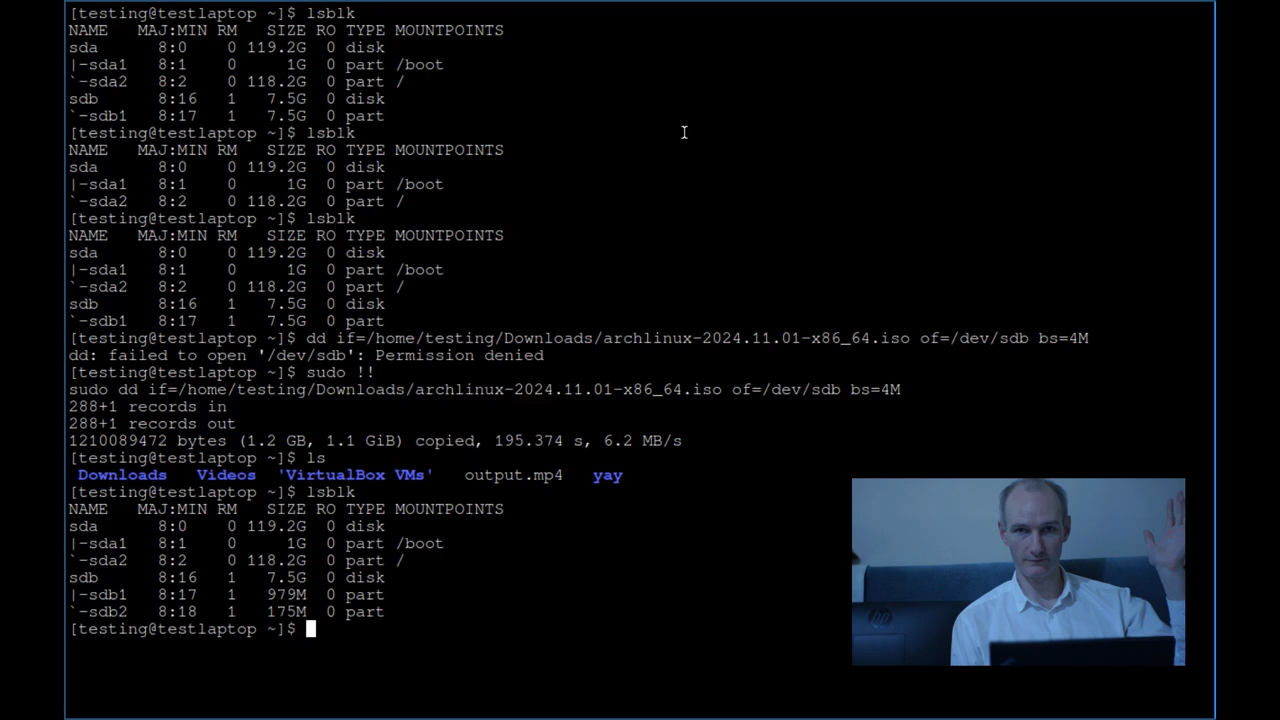 [testing@testlaptop ~]$ lsblk
NAME   MAJ:MIN RM   SIZE RO TYPE MOUNTPOINTS
sda      8:0    0 119.2G  0 disk
|-sda1   8:1    0     1G  0 part /boot
`-sda2   8:2    0 118.2G  0 part /
sdb      8:16   1   7.5G  0 disk
`-sdb1   8:17   1   7.5G  0 part
[testing@testlaptop ~]$ lsblk
NAME   MAJ:MIN RM   SIZE RO TYPE MOUNTPOINTS
sda      8:0    0 119.2G  0 disk
|-sda1   8:1    0     1G  0 part /boot
`-sda2   8:2    0 118.2G  0 part /
[testing@testlaptop ~]$ lsblk
NAME   MAJ:MIN RM   SIZE RO TYPE MOUNTPOINTS
sda      8:0    0 119.2G  0 disk
|-sda1   8:1    0     1G  0 part /boot
`-sda2   8:2    0 118.2G  0 part /
sdb      8:16   1   7.5G  0 disk
`-sdb1   8:17   1   7.5G  0 part
[testing@testlaptop ~]$ dd if=/home/testing/Downloads/archlinux-2024.11.01-x86_64.iso of=/dev/sdb bs=4M
dd: failed to open '/dev/sdb': Permission denied
[testing@testlaptop ~]$ sudo !!
sudo dd if=/home/testing/Downloads/archlinux-2024.11.01-x86_64.iso of=/dev/sdb bs=4M
288+1 records in
288+1 records out
1210089472 bytes (1.2 GB, 1.1 GiB) copied, 195.374 s, 6.2 MB/s
[testing@testlaptop ~]$ ls
Downloads   Videos  'VirtualBox VMs'   output.mp4   yay
[testing@testlaptop ~]$ lsblk
NAME   MAJ:MIN RM   SIZE RO TYPE MOUNTPOINTS
sda      8:0    0 119.2G  0 disk
|-sda1   8:1    0     1G  0 part /boot
`-sda2   8:2    0 118.2G  0 part /
sdb      8:16   1   7.5G  0 disk
|-sdb1   8:17   1   979M  0 part
`-sdb2   8:18   1   175M  0 part
[testing@testlaptop ~]$
hp